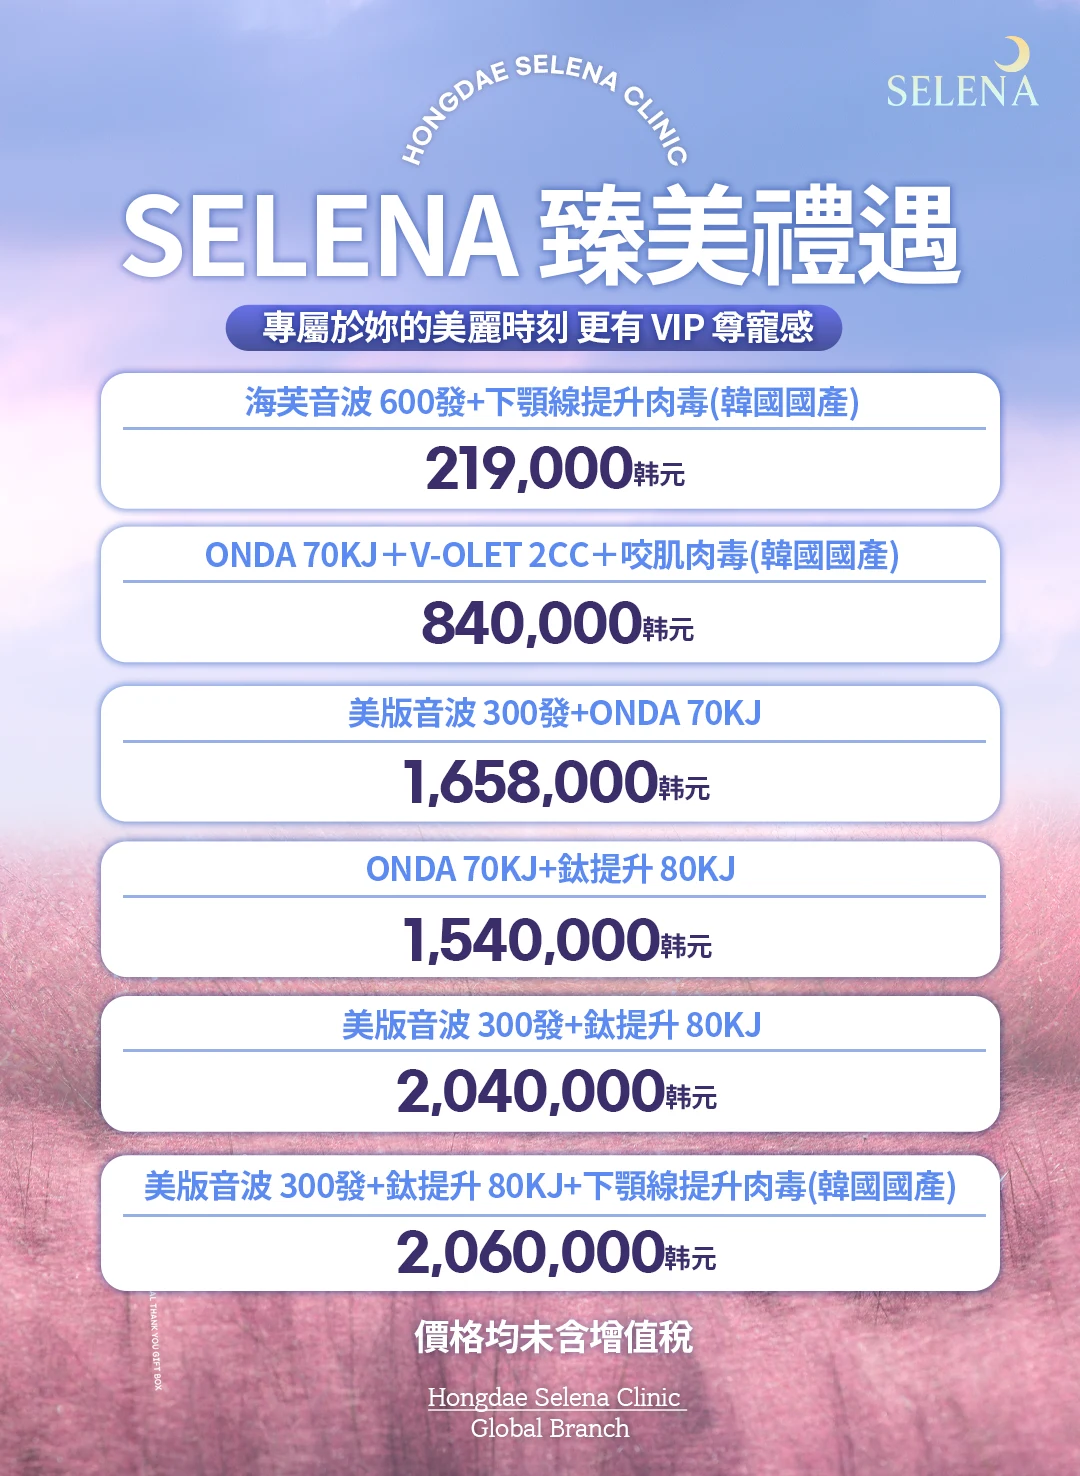 HONGDAE SELENA CLINIC
SELENA
SELENA 臻美禮遇
專屬於妳的美麗時刻 更有 VIP 尊寵感
海芙音波 600發+下顎線提升肉毒(韓國國產)
219,000韩元
ONDA 70KJ＋V-OLET 2CC＋咬肌肉毒(韓國國產)
840,000韩元
美版音波 300發+ONDA 70KJ
1,658,000韩元
ONDA 70KJ+鈦提升 80KJ
1,540,000韩元
美版音波 300發+鈦提升 80KJ
2,040,000韩元
美版音波 300發+鈦提升 80KJ+下顎線提升肉毒(韓國國產)
2,060,000韩元
AL THANK YOU GIFT BOX
價格均未含增值稅
Hongdae Selena Clinic
Global Branch